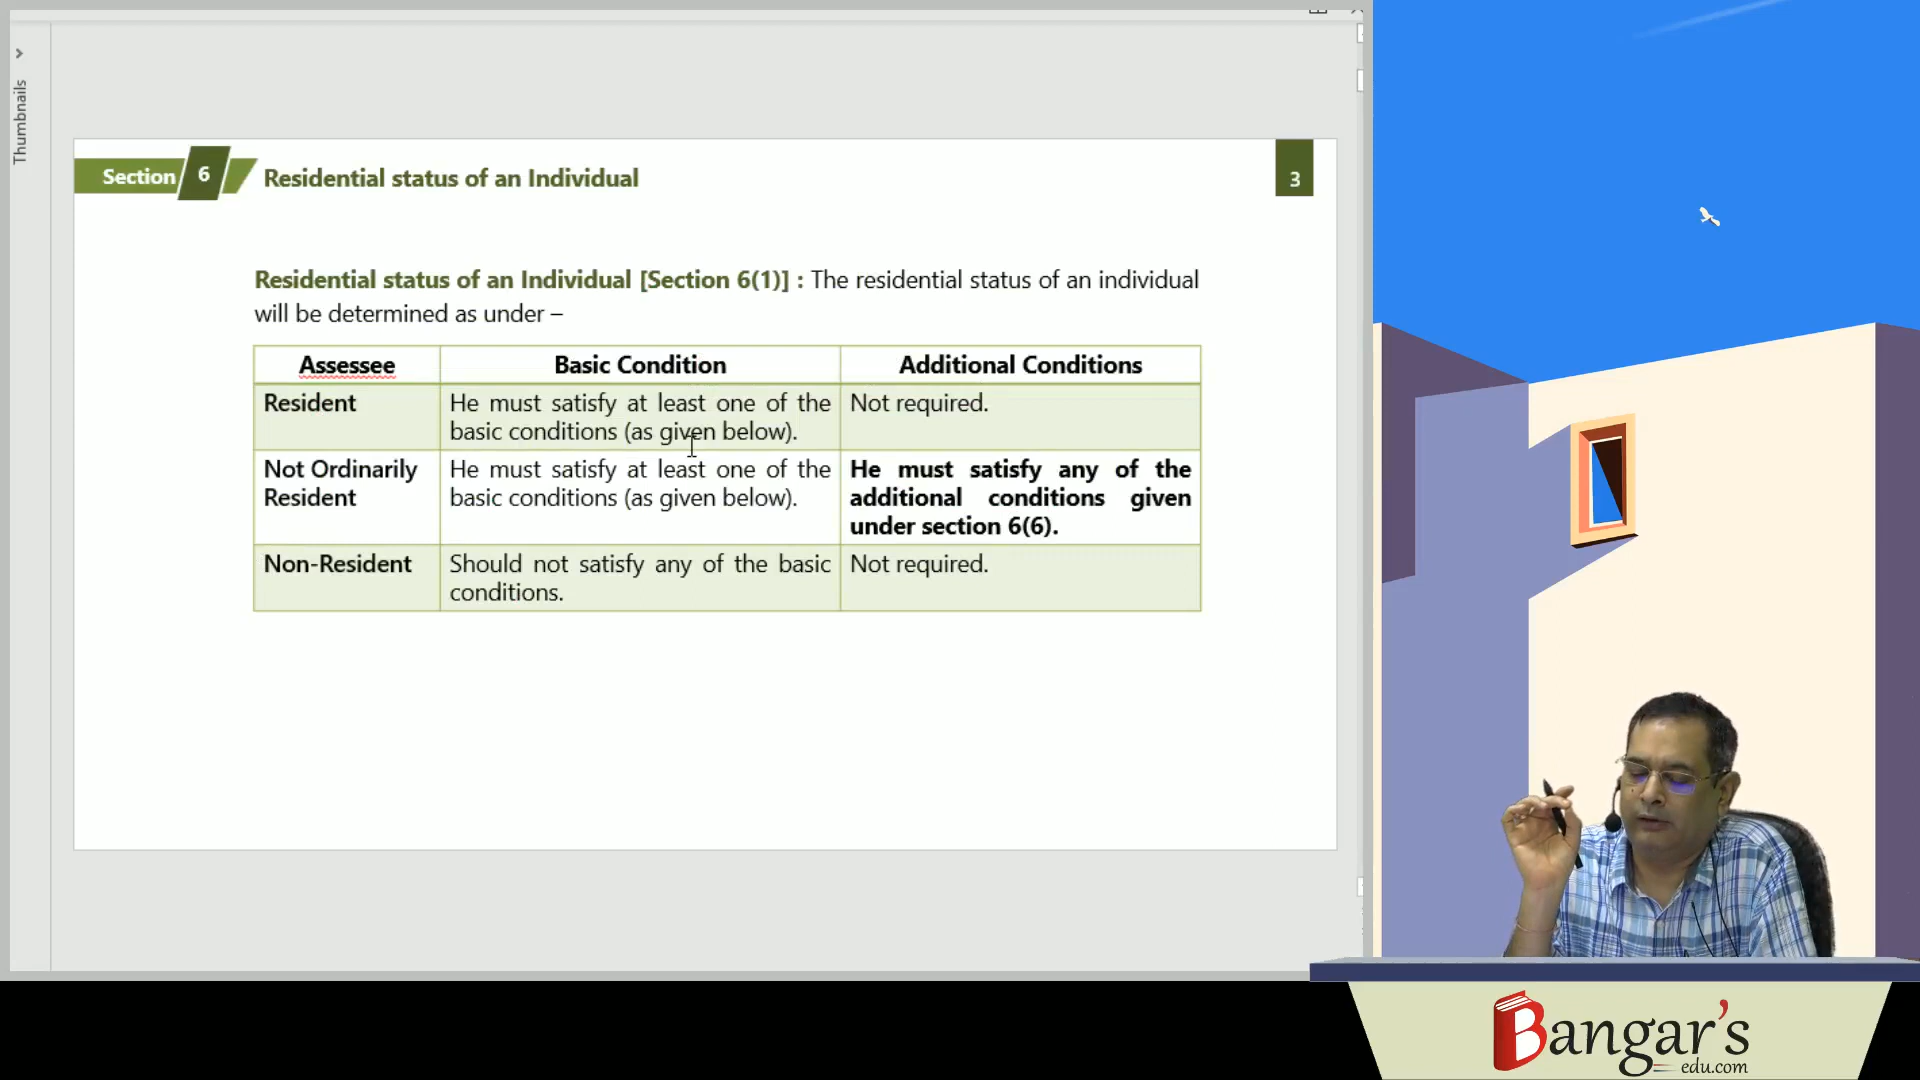 Thumbnails
Section 6 Residential status of an Individual 3
Residential status of an Individual [Section 6(1)] : The residential status of an individual
will be determined as under –
Assessee Basic Condition Additional Conditions
Resident He must satisfy at least one of the Not required.
basic conditions (as given below).
Not Ordinarily He must satisfy at least one of the He must satisfy any of the
Resident basic conditions (as given below). additional conditions given
under section 6(6).
Non-Resident Should not satisfy any of the basic Not required.
conditions.
Bangar's
edu.com